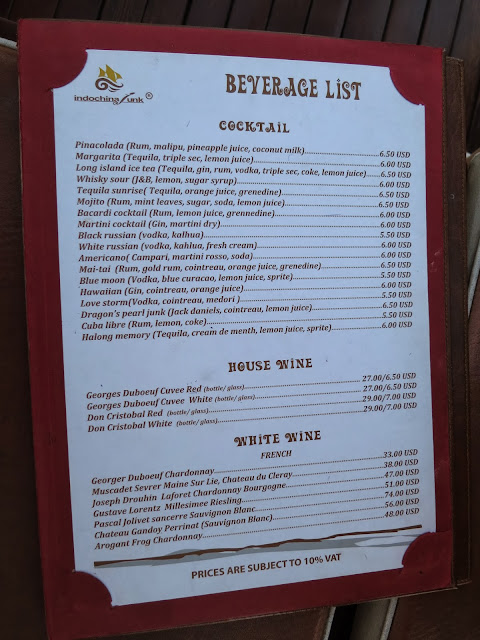 indochina Junk ®
BEVERAGE LIST
COCKTAIL
Pinacolada (Rum, malipu, pineapple juice, coconut milk)........6.50 USD
Margarita (Tequila, triple sec, lemon juice)........6.00 USD
Long island ice tea (Tequila, gin, rum, vodka, triple sec, coke, lemon juice)........6.50 USD
Whisky sour (J&B, lemon, sugar syrup)........6.00 USD
Tequila sunrise( Tequila, orange juice, grenedine)........6.50 USD
Mojito (Rum, mint leaves, sugar, soda, lemon juice)........6.50 USD
Bacardi cocktail (Rum, lemon juice, grennedine)........6.00 USD
Martini cocktail (Gin, martini dry)........6.00 USD
Black russian (vodka, kalhua)........5.50 USD
White russian (vodka, kahlua, fresh cream)........6.00 USD
Americano( Campari, martini rosso, soda)........6.00 USD
Mai-tai (Rum, gold rum, cointreau, orange juice, grenedine)........6.50 USD
Blue moon (Vodka, blue curacao, lemon juice, sprite)........5.50 USD
Hawaiian (Gin, cointreau, orange juice)........6.00 USD
Love storm(Vodka, cointreau, medori )........5.50 USD
Dragon's pearl junk (Jack daniels, cointreau, lemon juice)........6.50 USD
Cuba libre (Rum, lemon, coke)........5.50 USD
Halong memory (Tequila, cream de menth, lemon juice, sprite)........6.00 USD
HOUSE WINE
Georges Duboeuf Cuvee Red (bottle/ glass)........27.00/6.50 USD
Georges Duboeuf Cuvee White (bottle/ glass)........27.00/6.50 USD
Don Cristobal Red (bottle/ glass)........29.00/7.00 USD
Don Cristobal White (bottle/ glass)........29.00/7.00 USD
WHITE WINE
FRENCH
Georger Duboeuf Chardonnay........33.00 USD
Muscadet Sevrer Maine Sur Lie, Chateau du Cleray........38.00 USD
Joseph Drouhin Laforet Chardonnay Bourgogne........47.00 USD
Gustave Lorentz Millesimee Riesling........51.00 USD
Pascal Jolivet sancerre Sauvignon Blanc........74.00 USD
Chateau Gandoy Perrinat (Sauvignon Blanc)........56.00 USD
Arogant Frog Chardonnay........48.00 USD
PRICES ARE SUBJECT TO 10% VAT